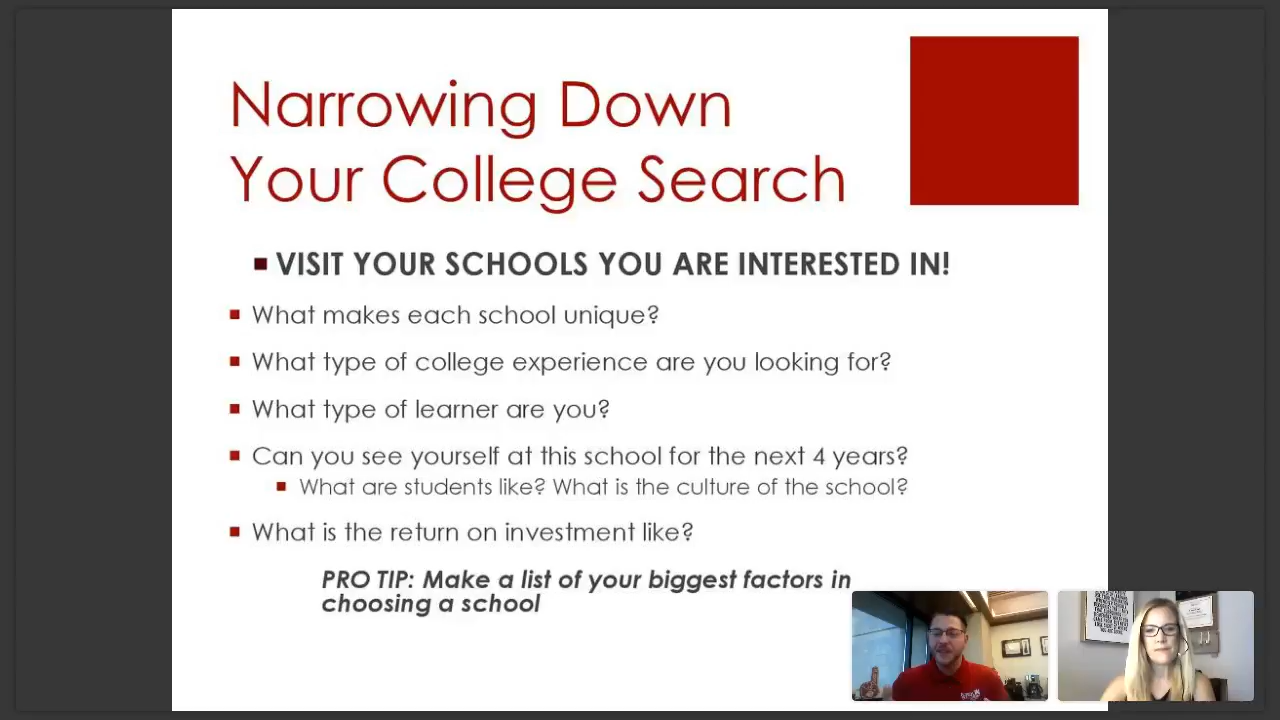 Narrowing Down
Your College Search
VISIT YOUR SCHOOLS YOU ARE INTERESTED IN!
What makes each school unique?
What type of college experience are you looking for?
What type of learner are you?
Can you see yourself at this school for the next 4 years?
What are students like? What is the culture of the school?
What is the return on investment like?
PRO TIP: Make a list of your biggest factors in
choosing a school